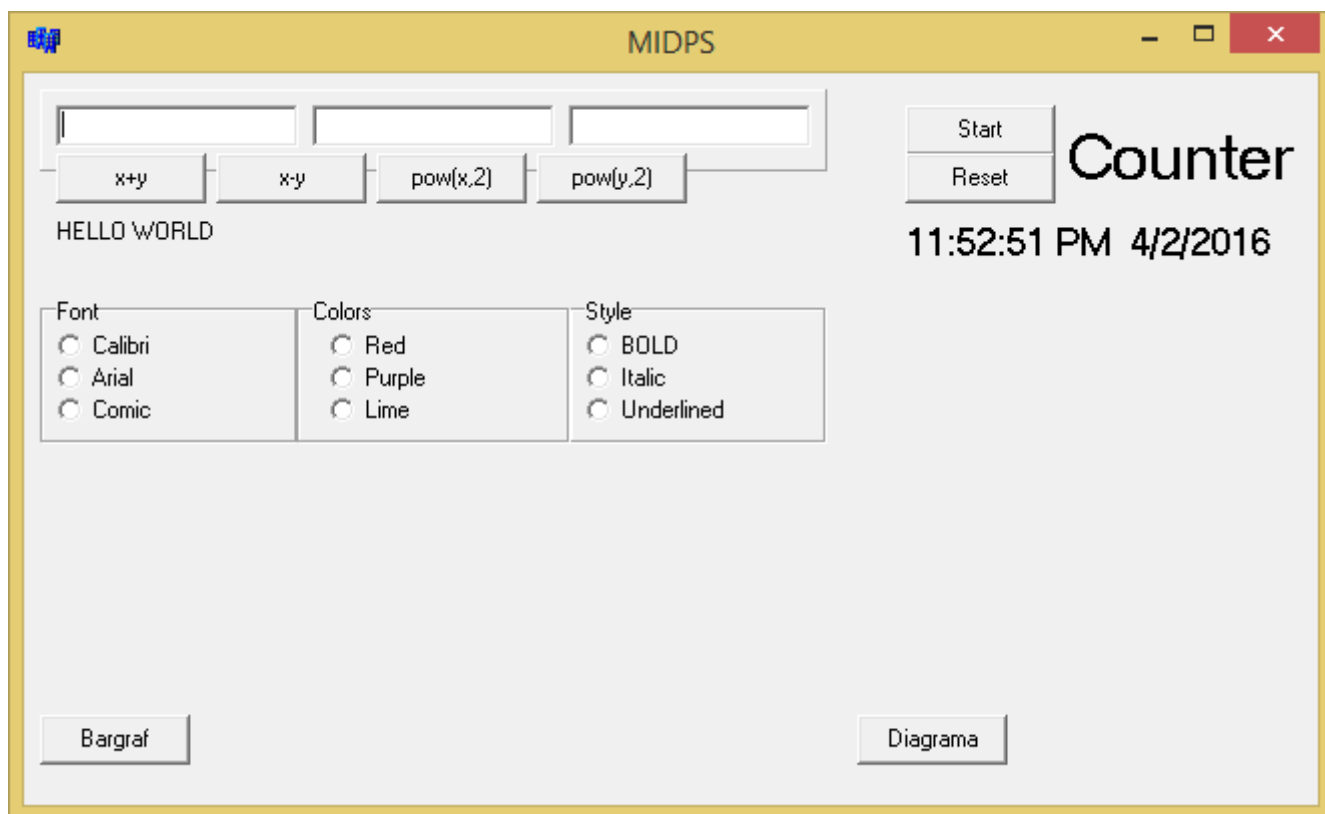 MIDPS
x+y x-y pow(x,2) pow(y,2)
HELLO WORLD
Start
Reset
Counter
11:52:51 PM 4/2/2016
Font
Calibri
Arial
Comic
Colors
Red
Purple
Lime
Style
BOLD
Italic
Underlined
Bargraf
Diagrama